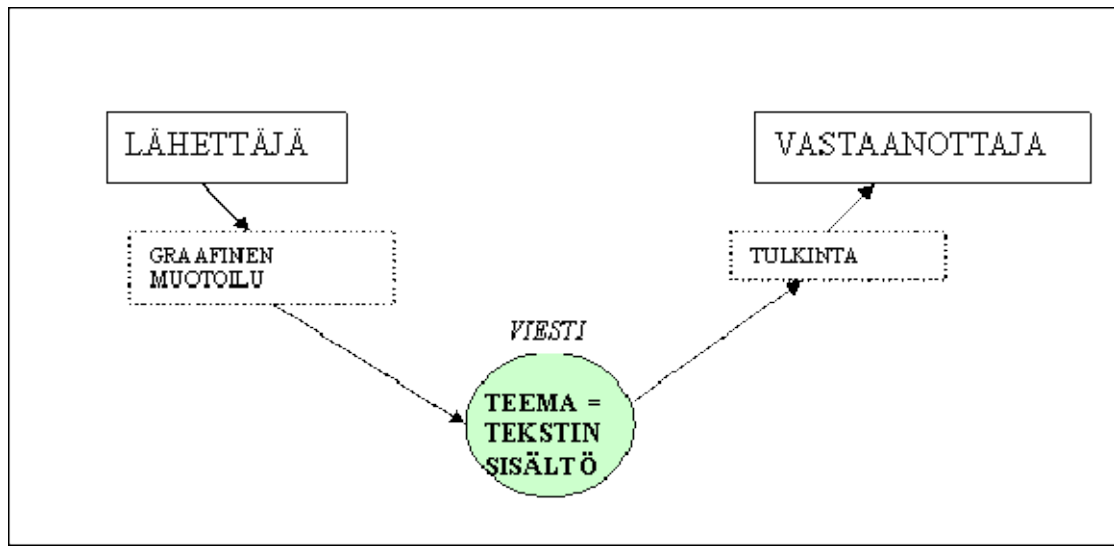 LÄHETTÄJÄ
VASTAANOTTAJA
GRAAFINEN
MUOTOILU
TULKINTA
VIESTI
TEEMA =
TEKSTIN
SISÄLTÖ